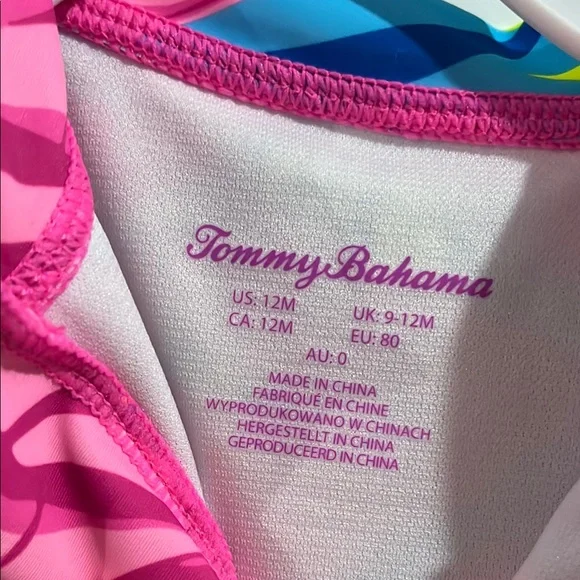 Tommy Bahama
US: 12M UK: 9-12M
CA: 12M EU: 80
AU: 0
MADE IN CHINA
FABRIQUÉ EN CHINE
WYPRODUKOWANO W CHINACH
HERGESTELLT IN CHINA
GEPRODUCEERD IN CHINA